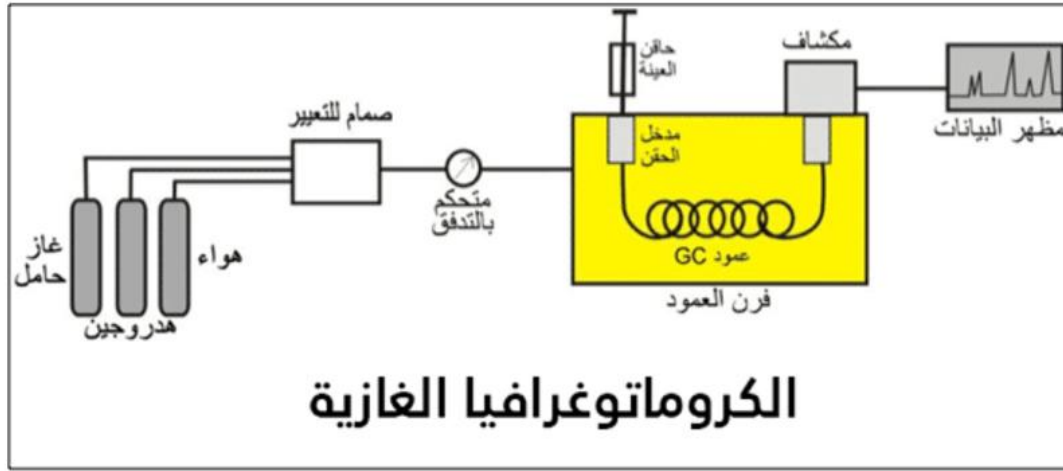 حاقن
العينة
مكشاف
مظهر البيانات
صمام للتعيير
مدخل
الحقن
متحكم
بالتدفق
غاز
حامل
هواء
هدروجين
عمود GC
فرن العمود
الكروماتوغرافيا الغازية